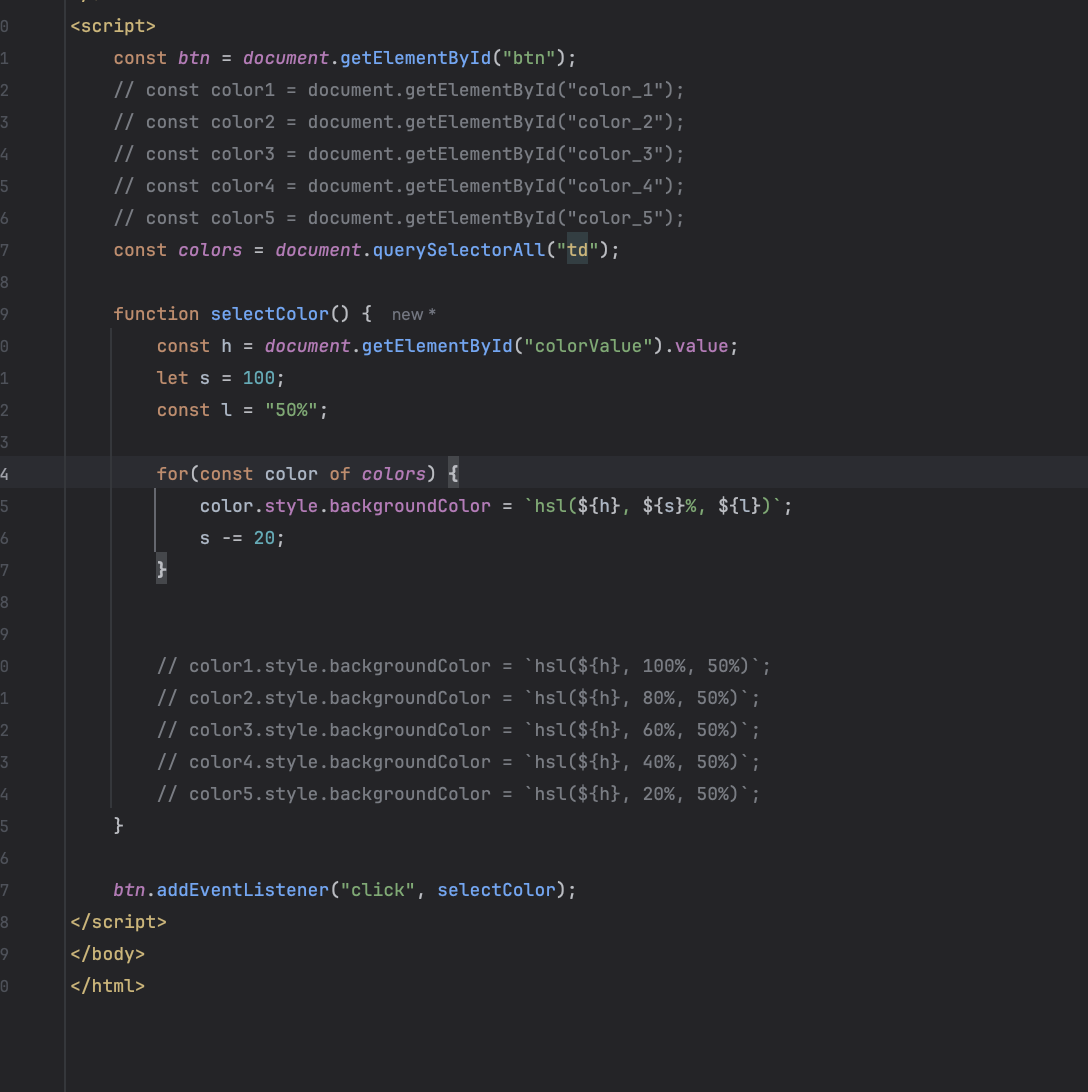 0 <script>
1 const btn = document.getElementById("btn");
2 // const color1 = document.getElementById("color_1");
3 // const color2 = document.getElementById("color_2");
4 // const color3 = document.getElementById("color_3");
5 // const color4 = document.getElementById("color_4");
6 // const color5 = document.getElementById("color_5");
7 const colors = document.querySelectorAll("td");
8
9 function selectColor() { new *
0 const h = document.getElementById("colorValue").value;
1 let s = 100;
2 const l = "50%";
3
4 for(const color of colors) {
5 color.style.backgroundColor = `hsl(${h}, ${s}%, ${l})`;
6 s -= 20;
7 }
8
9
0 // color1.style.backgroundColor = `hsl(${h}, 100%, 50%)`;
1 // color2.style.backgroundColor = `hsl(${h}, 80%, 50%)`;
2 // color3.style.backgroundColor = `hsl(${h}, 60%, 50%)`;
3 // color4.style.backgroundColor = `hsl(${h}, 40%, 50%)`;
4 // color5.style.backgroundColor = `hsl(${h}, 20%, 50%)`;
5 }
6
7 btn.addEventListener("click", selectColor);
8 </script>
9 </body>
0 </html>